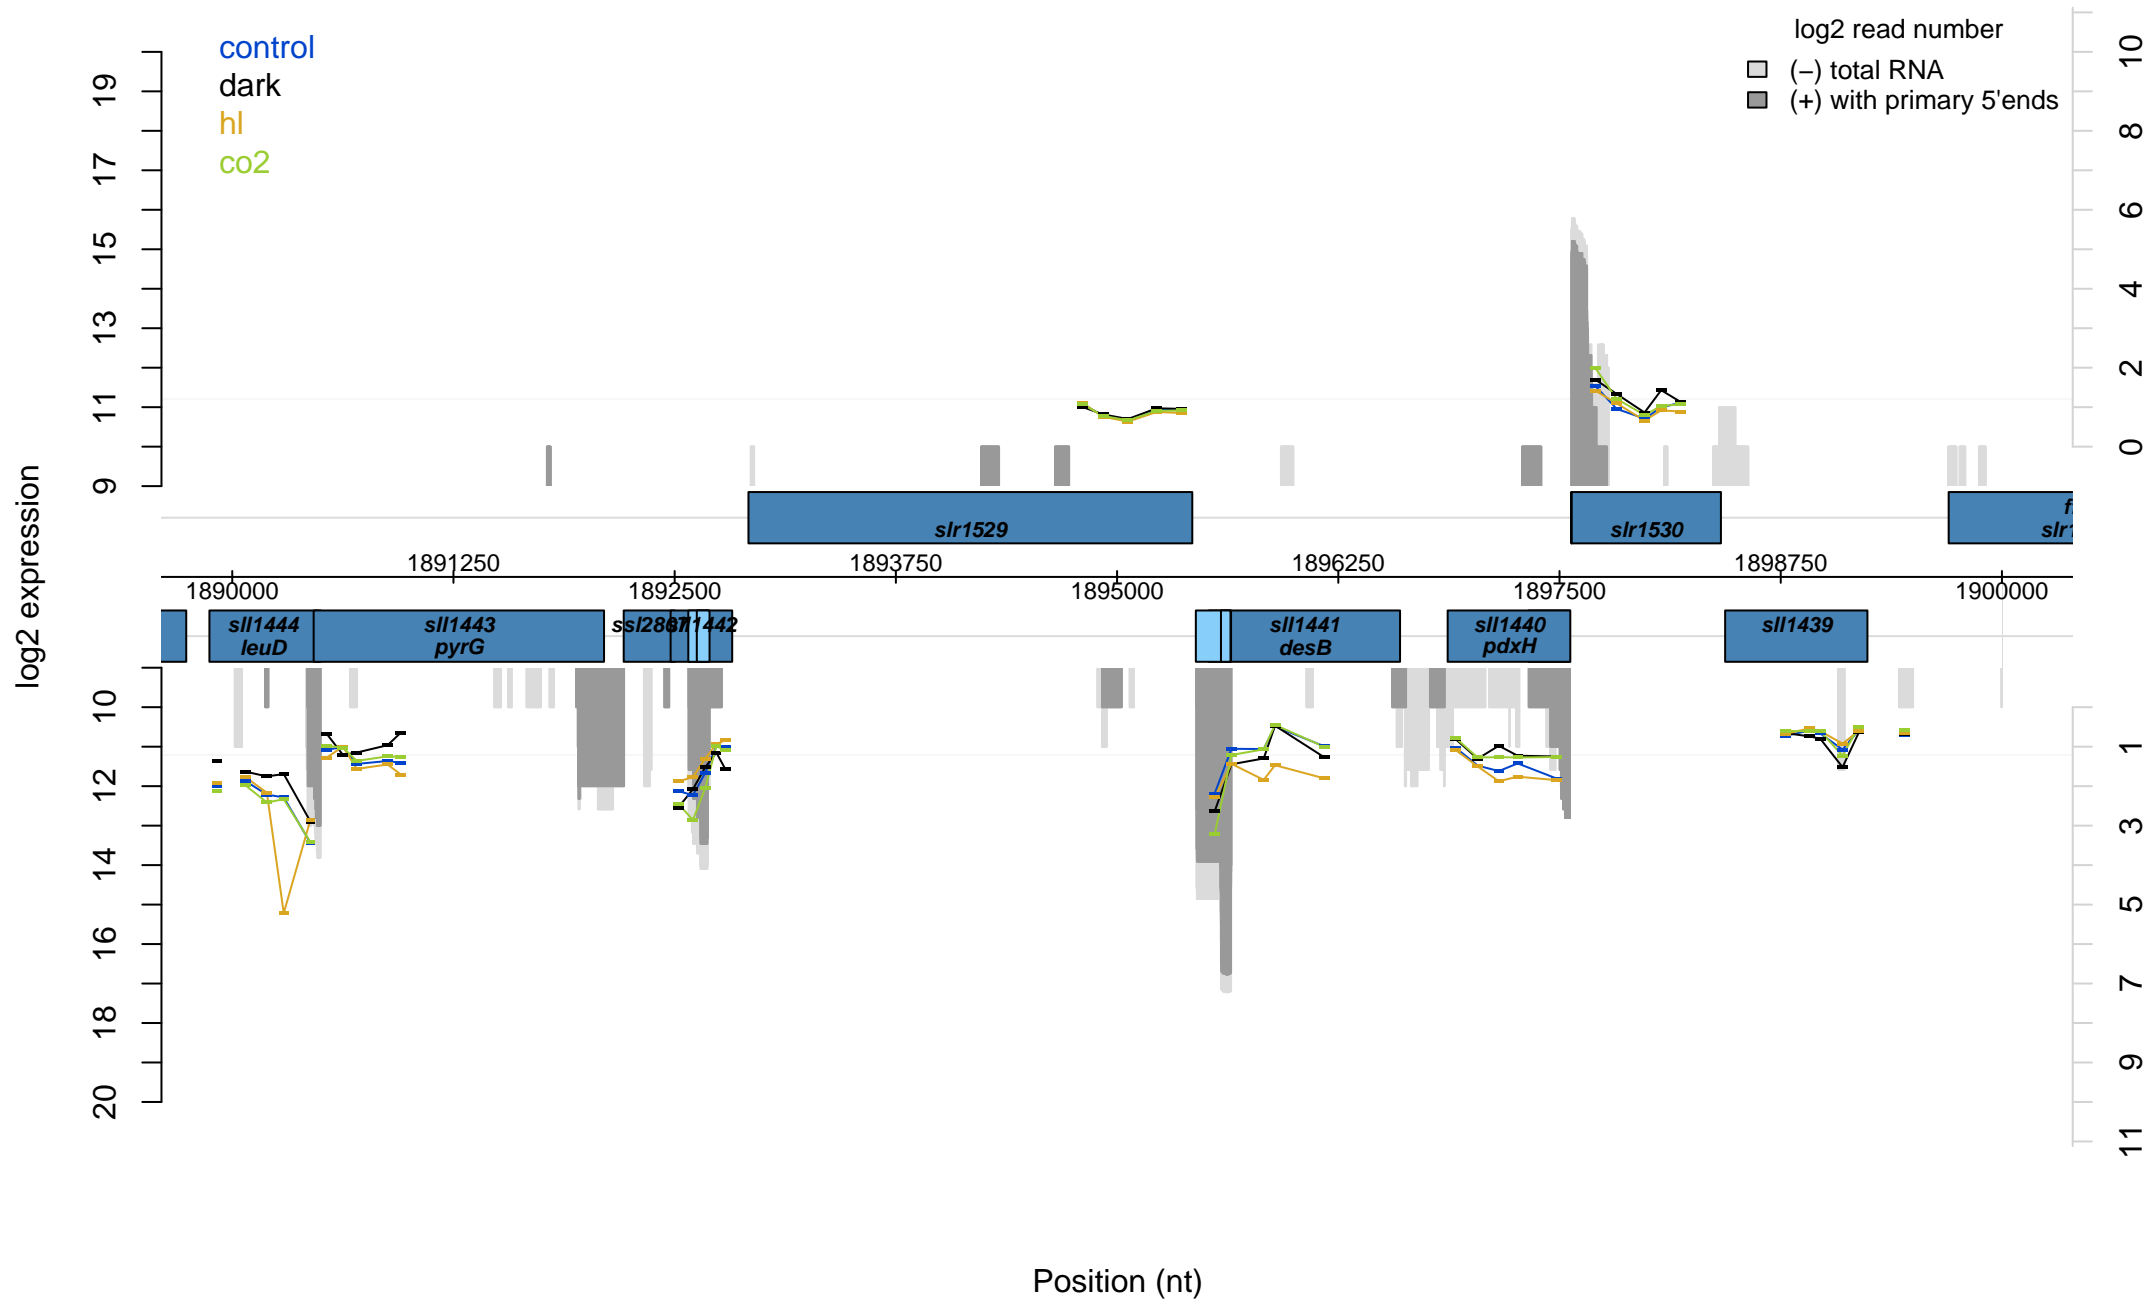 control
dark
hl
co2
log2 read number
(−) total RNA
(+) with primary 5'ends
19
17
15
13
11
9
10
8
6
4
2
0
log2 expression
slr1529
slr1530
1891250
1893750
1896250
1898750
1890000
1892500
1895000
1897500
1900000
sll1444
leuD
sll1443
pyrG
sll1442
sll1441
desB
sll1440
pdxH
sll1439
10
12
14
16
18
20
1
3
5
7
9
11
Position (nt)